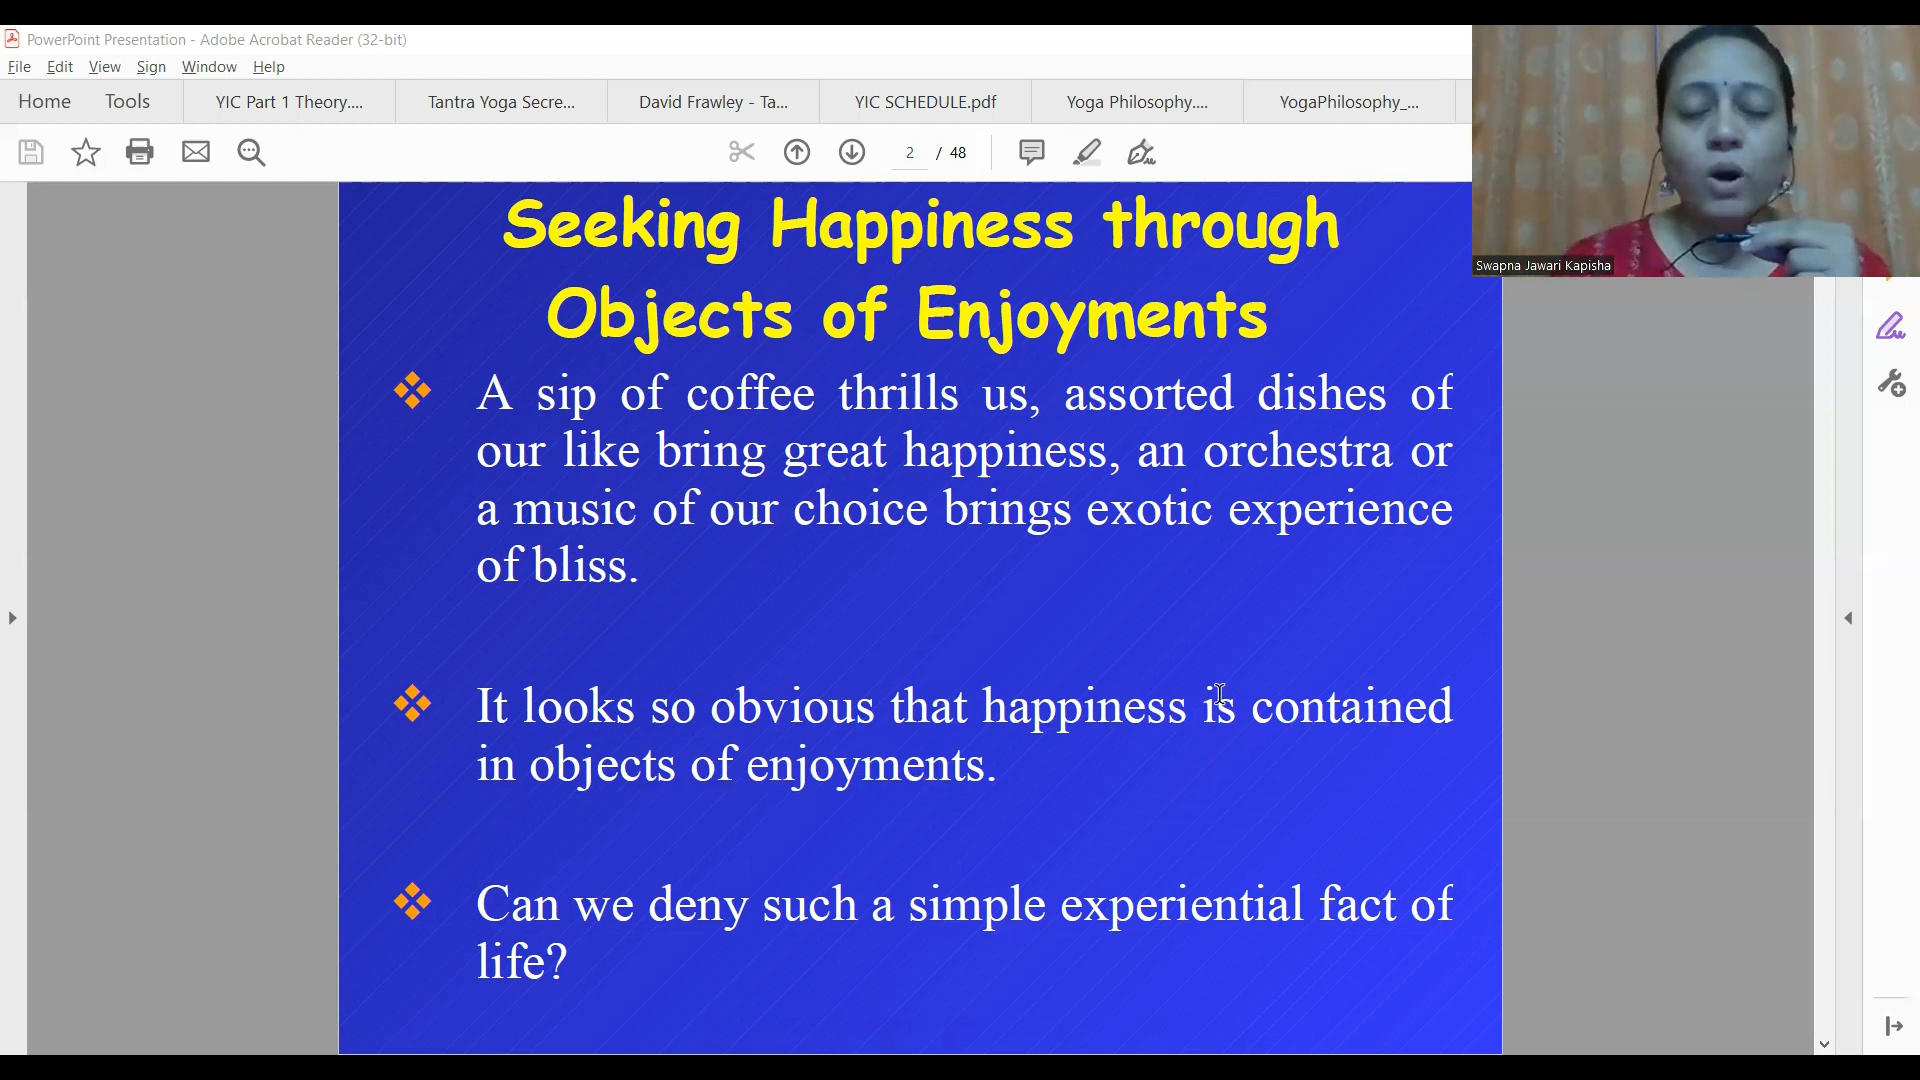 PowerPoint Presentation - Adobe Acrobat Reader (32-bit)
File Edit View Sign Window Help
Home Tools YIC Part 1 Theory.... Tantra Yoga Secre... David Frawley - Ta... YIC SCHEDULE.pdf Yoga Philosophy.... YogaPhilosophy_...
2 / 48
Swapna Jawari Kapisha
Seeking Happiness through
Objects of Enjoyments
A sip of coffee thrills us, assorted dishes of
our like bring great happiness, an orchestra or
a music of our choice brings exotic experience
of bliss.
It looks so obvious that happiness is contained
in objects of enjoyments.
Can we deny such a simple experiential fact of
life?